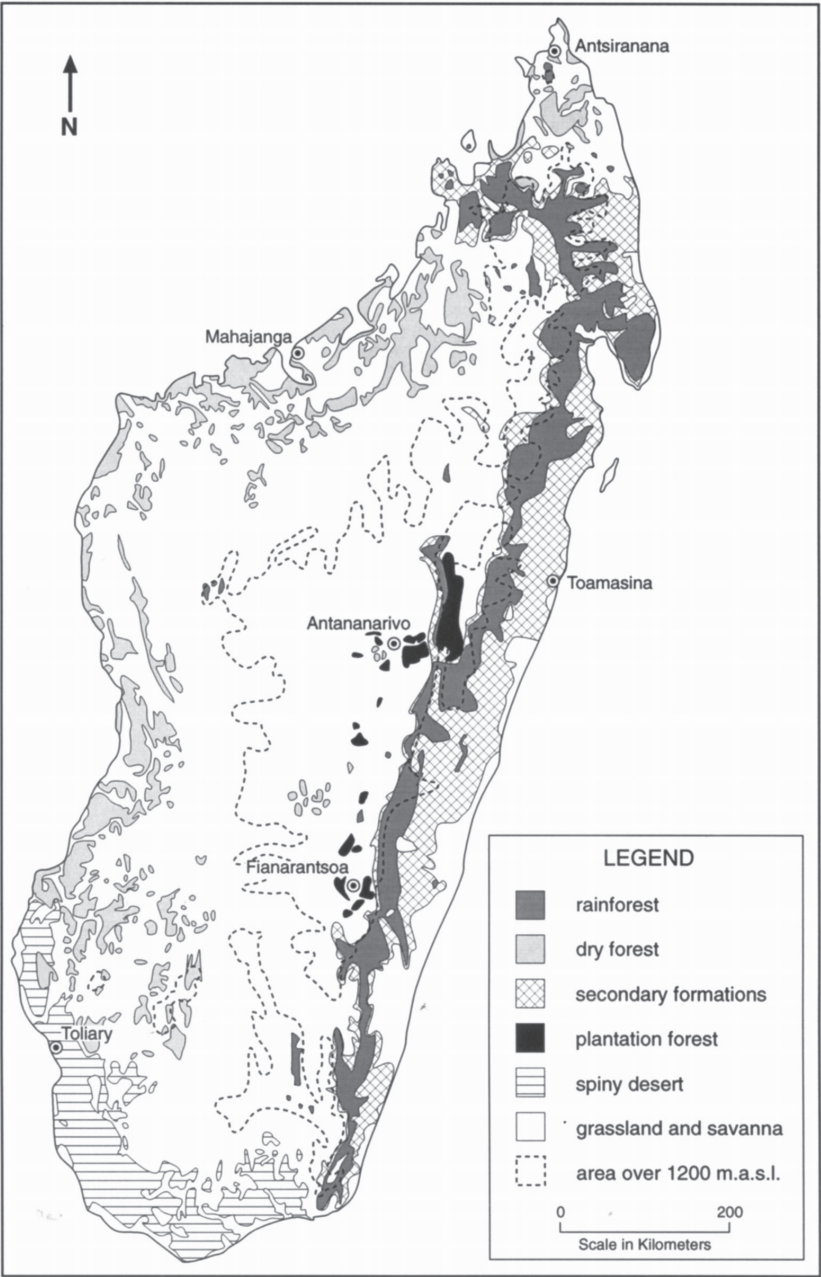 Antsiranana
N
Mahajanga
Toamasina
Antananarivo
Fianarantsoa
Toliary
LEGEND
rainforest
dry forest
secondary formations
plantation forest
spiny desert
grassland and savanna
area over 1200 m.a.s.l.
0 200
Scale in Kilometers